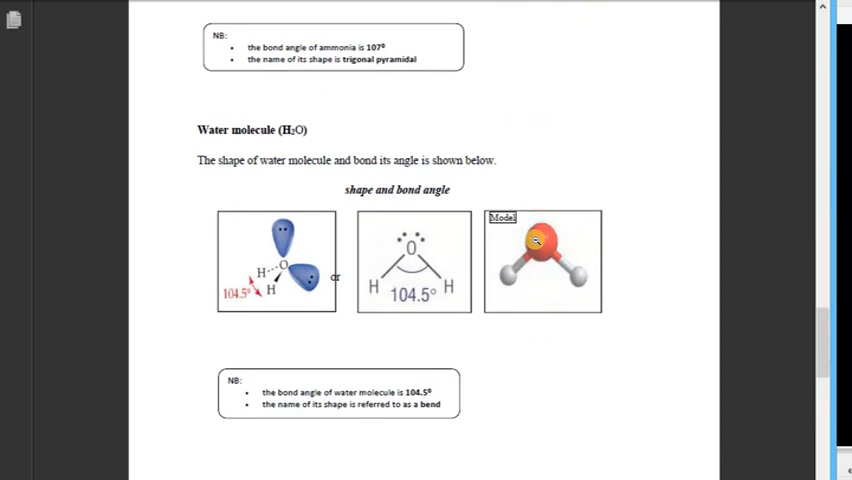 NB:
• the bond angle of ammonia is 107⁰
• the name of its shape is trigonal pyramidal
Water molecule (H₂O)
The shape of water molecule and bond its angle is shown below.
shape and bond angle
O
H
H
104.5°
or
O
H
H
104.5°
Model
NB:
• the bond angle of water molecule is 104.5⁰
• the name of its shape is referred to as a bend